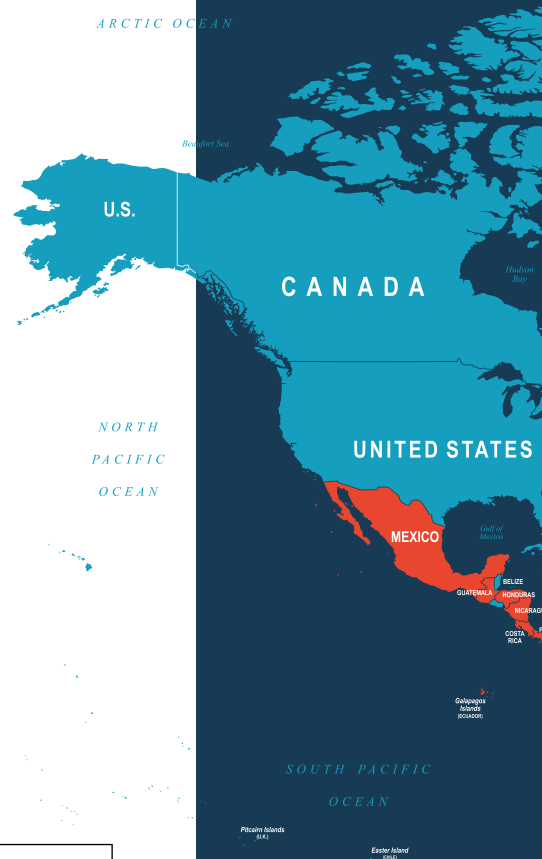 ARCTIC OCEAN
Beaufort Sea
U.S.
CANADA
Hudson
Bay
NORTH
PACIFIC
OCEAN
UNITED STATES
MEXICO
Gulf of
Mexico
BELIZE
GUATEMALA
HONDURAS
NICARAGU
COSTA
RICA
Galapagos
Islands
(ECUADOR)
SOUTH PACIFIC
OCEAN
Pitcairn Islands
(U.K.)
Easter Island
(CHILE)